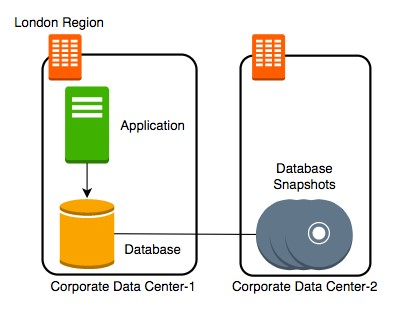 London Region
Application
Database
Snapshots
Database
Corporate Data Center-1
Corporate Data Center-2